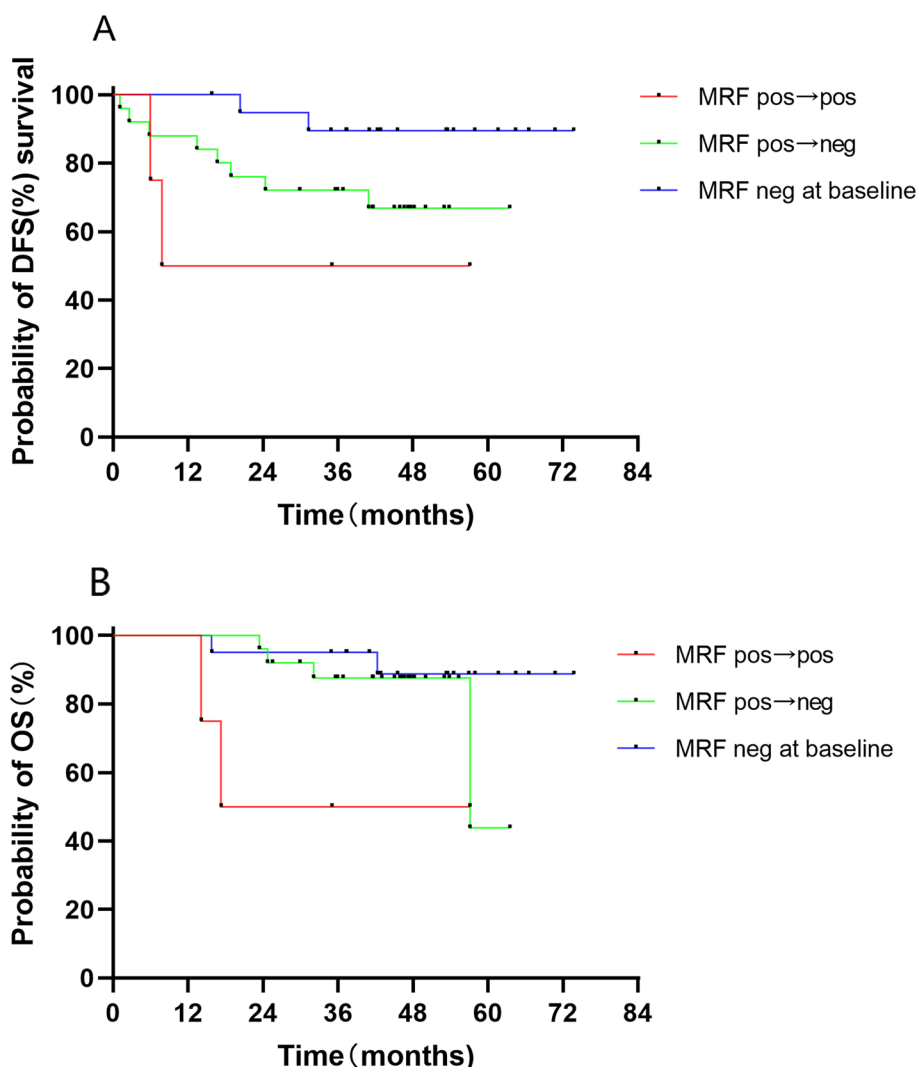 A
Probability of DFS(%) survival
100
80
60
40
20
0
0 12 24 36 48 60 72 84
Time（months)
MRF pos→pos
MRF pos→neg
MRF neg at baseline
B
Probability of OS（%)
100
80
60
40
20
0
0 12 24 36 48 60 72 84
Time（months)
MRF pos→pos
MRF pos→neg
MRF neg at baseline